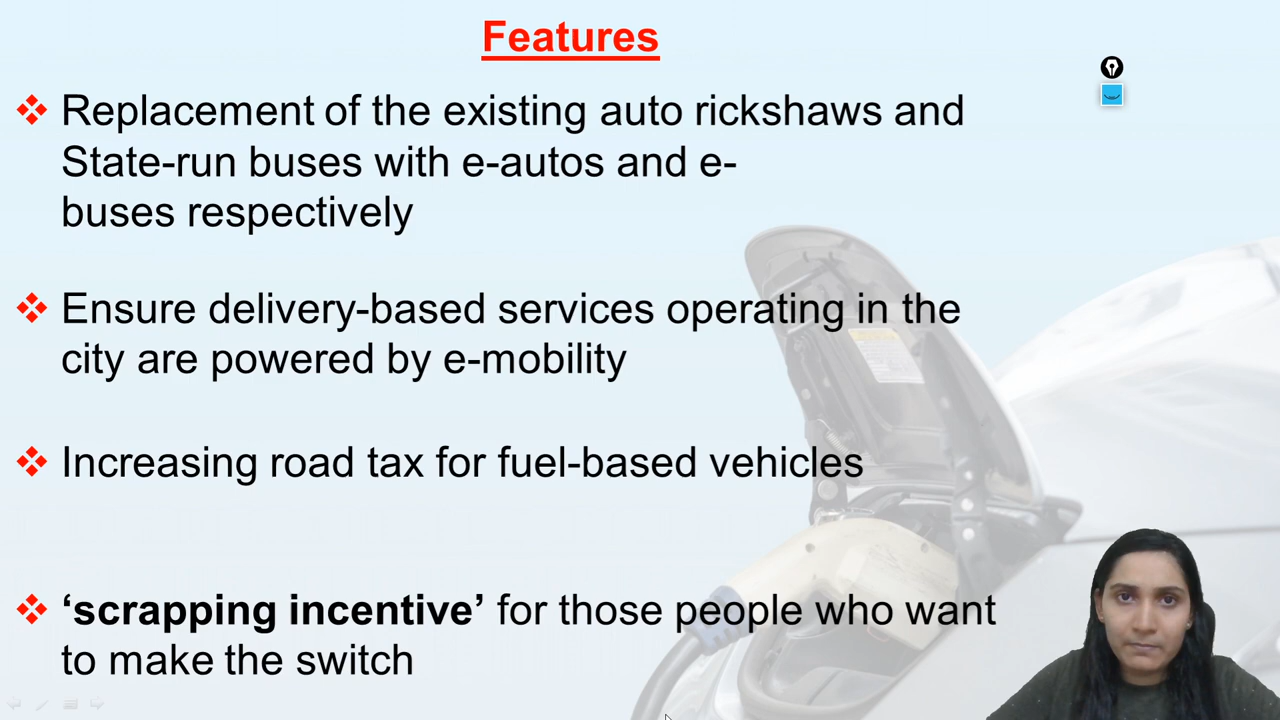 Features
Replacement of the existing auto rickshaws and
State-run buses with e-autos and e-
buses respectively
Ensure delivery-based services operating in the
city are powered by e-mobility
Increasing road tax for fuel-based vehicles
‘scrapping incentive’ for those people who want
to make the switch